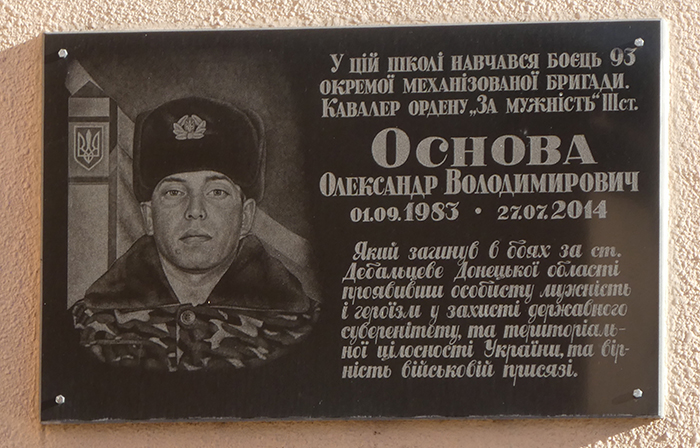 У цій школі навчався боєць 93
окремої механізованої бригади.
Кавалер ордену „За мужність“ III ст.
Основа
Олександр Володимирович
01.09.1983 · 27.07.2014
Який загинув в боях за ст.
Дебальцеве Донецької області
проявивши особисту мужність
і героїзм у захисті державного
суверенітету, та територіаль-
ної цілосності України, та вір-
ність військовій присязі.